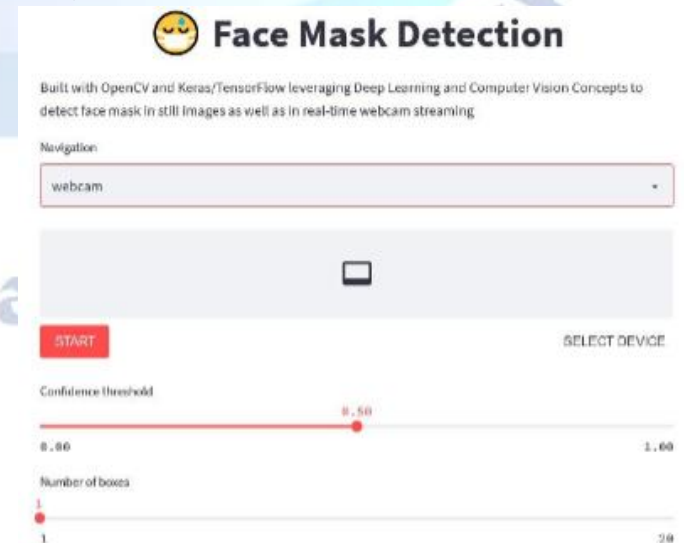 Face Mask Detection
Built with OpenCV and Keras/TensorFlow leveraging Deep Learning and Computer Vision Concepts to
detect face mask in still images as well as in real-time webcam streaming
Navigation
webcam
START
SELECT DEVICE
Confidence threshold
0.50
0.00
1.00
Number of boxes
1
1
20